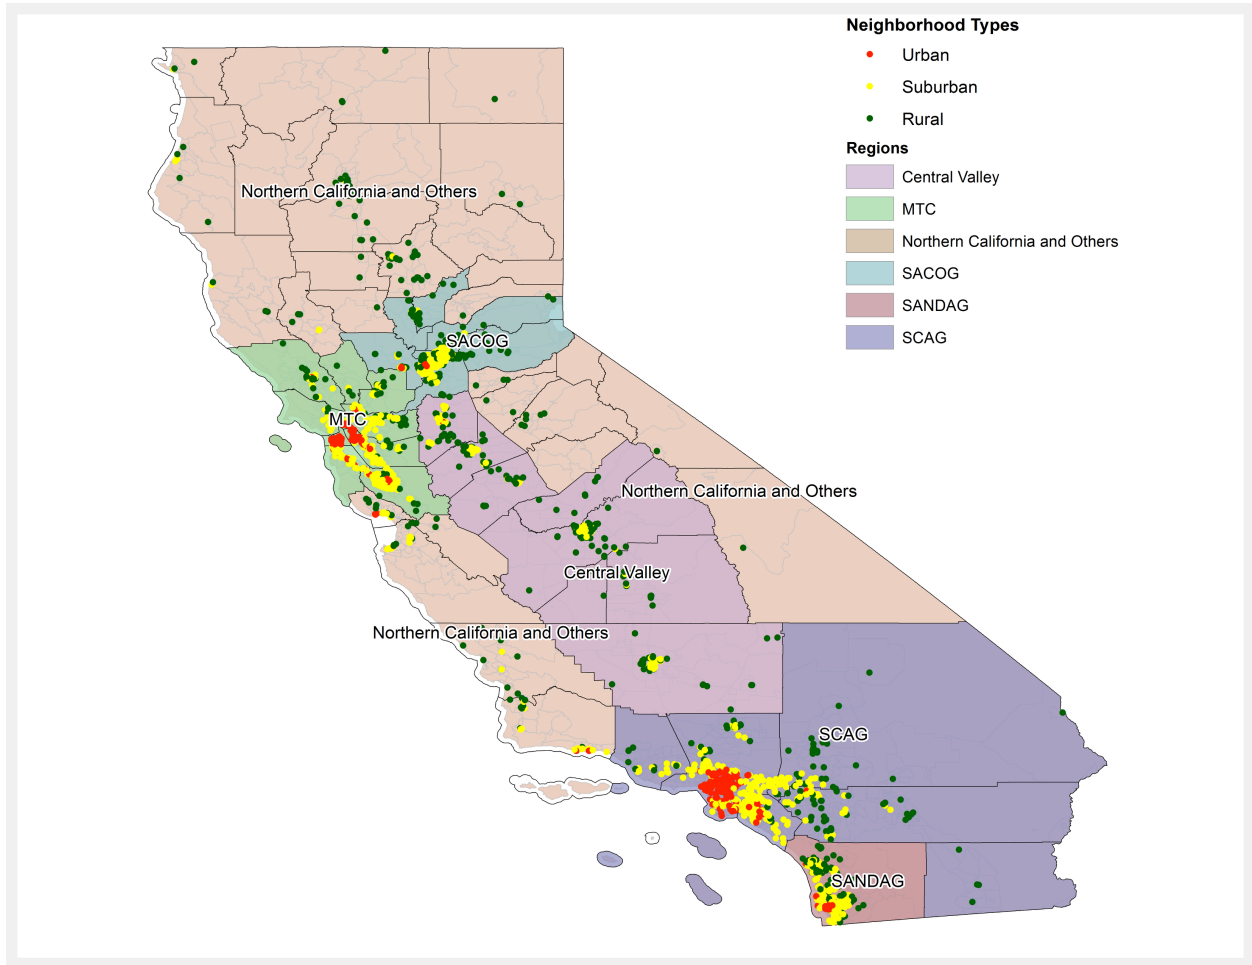 Neighborhood Types
Urban
Suburban
Rural
Regions
Central Valley
MTC
Northern California and Others
SACOG
SANDAG
SCAG
Northern California and Others
SACOG
MTC
Northern California and Others
Central Valley
Northern California and Others
SCAG
SANDAG